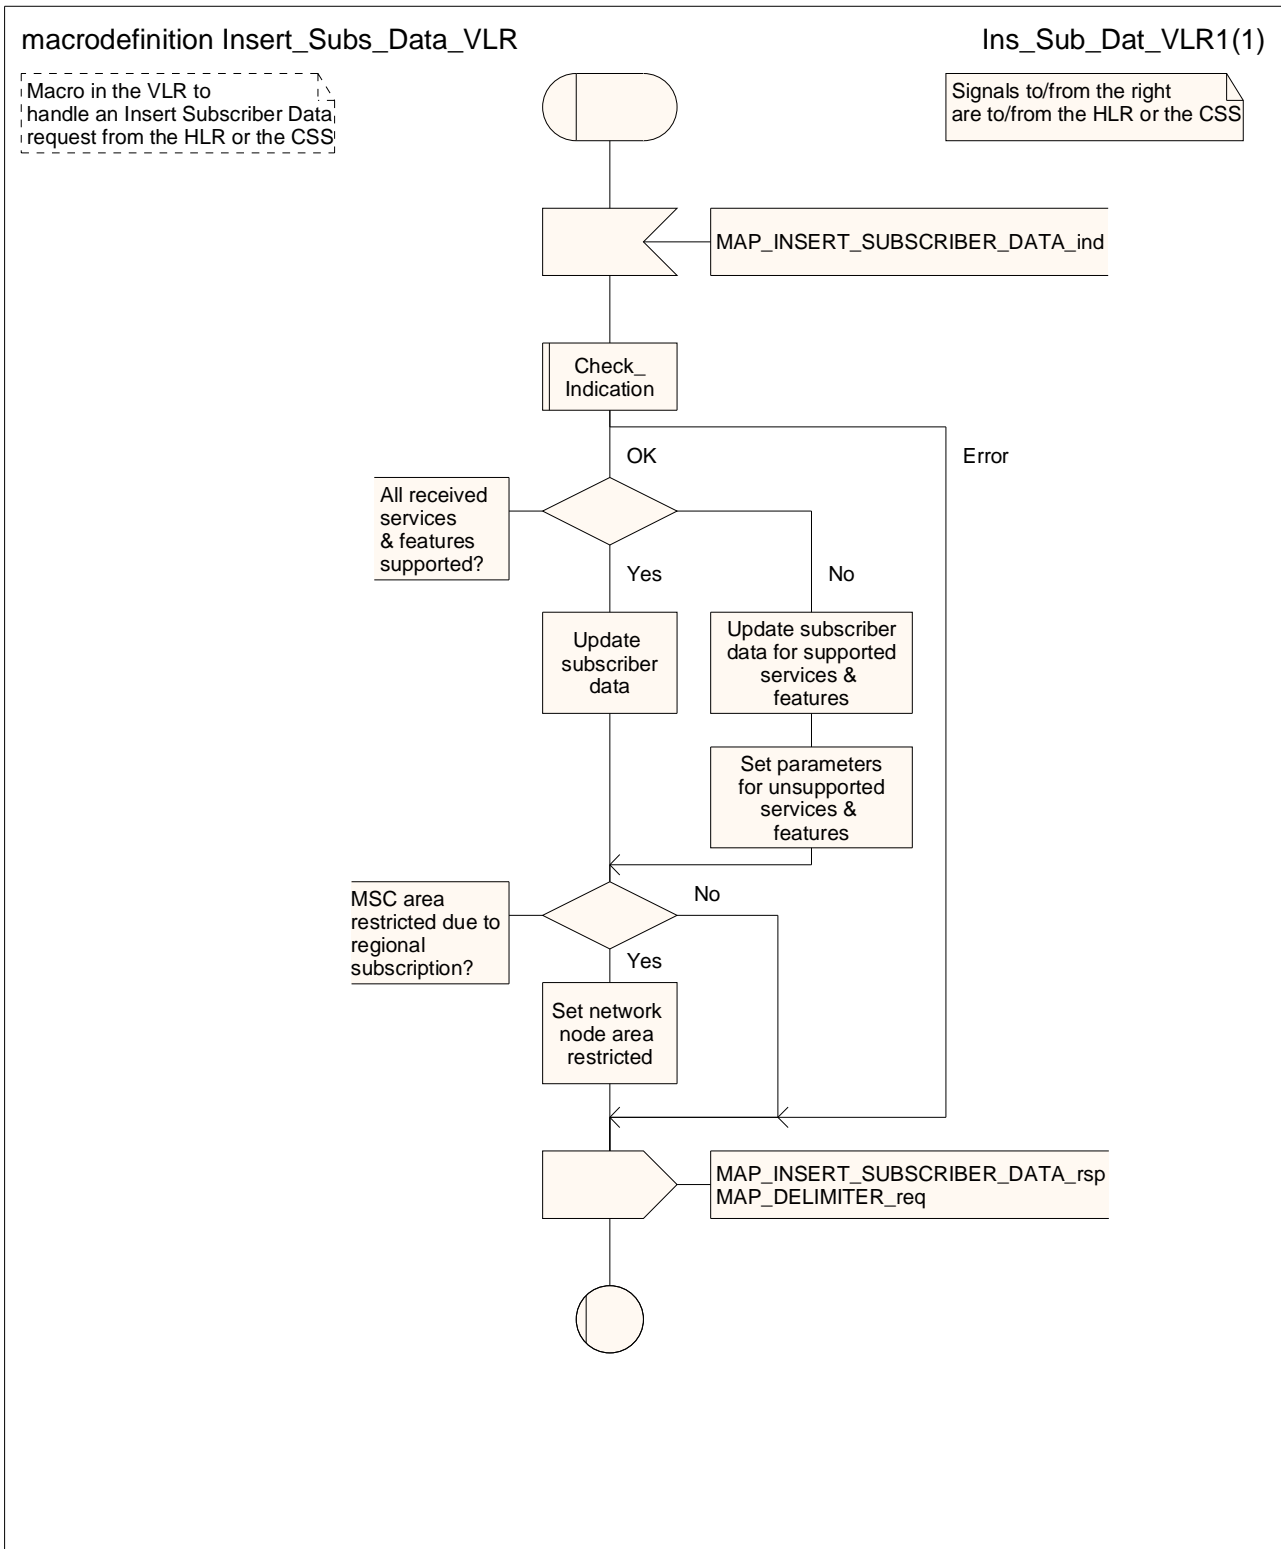 macrodefinition Insert_Subs_Data_VLR
Ins_Sub_Dat_VLR1(1)
Macro in the VLR to
handle an Insert Subscriber Data
request from the HLR or the CSS
Signals to/from the right
are to/from the HLR or the CSS
MAP_INSERT_SUBSCRIBER_DATA_ind
Check_
Indication
OK
Error
All received
services
& features
supported?
Yes
No
Update
subscriber
data
Update subscriber
data for supported
services &
features
Set parameters
for unsupported
services &
features
MSC area
restricted due to
regional
subscription?
No
Yes
Set network
node area
restricted
MAP_INSERT_SUBSCRIBER_DATA_rsp
MAP_DELIMITER_req